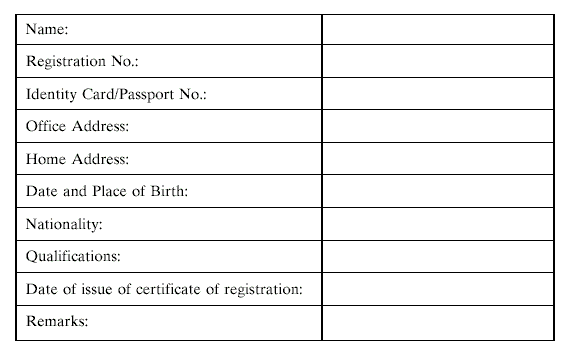 Name:
Registration No.:
Identity Card/Passport No.:
Office Address:
Home Address:
Date and Place of Birth:
Nationality:
Qualifications:
Date of issue of certificate of registration:
Remarks: